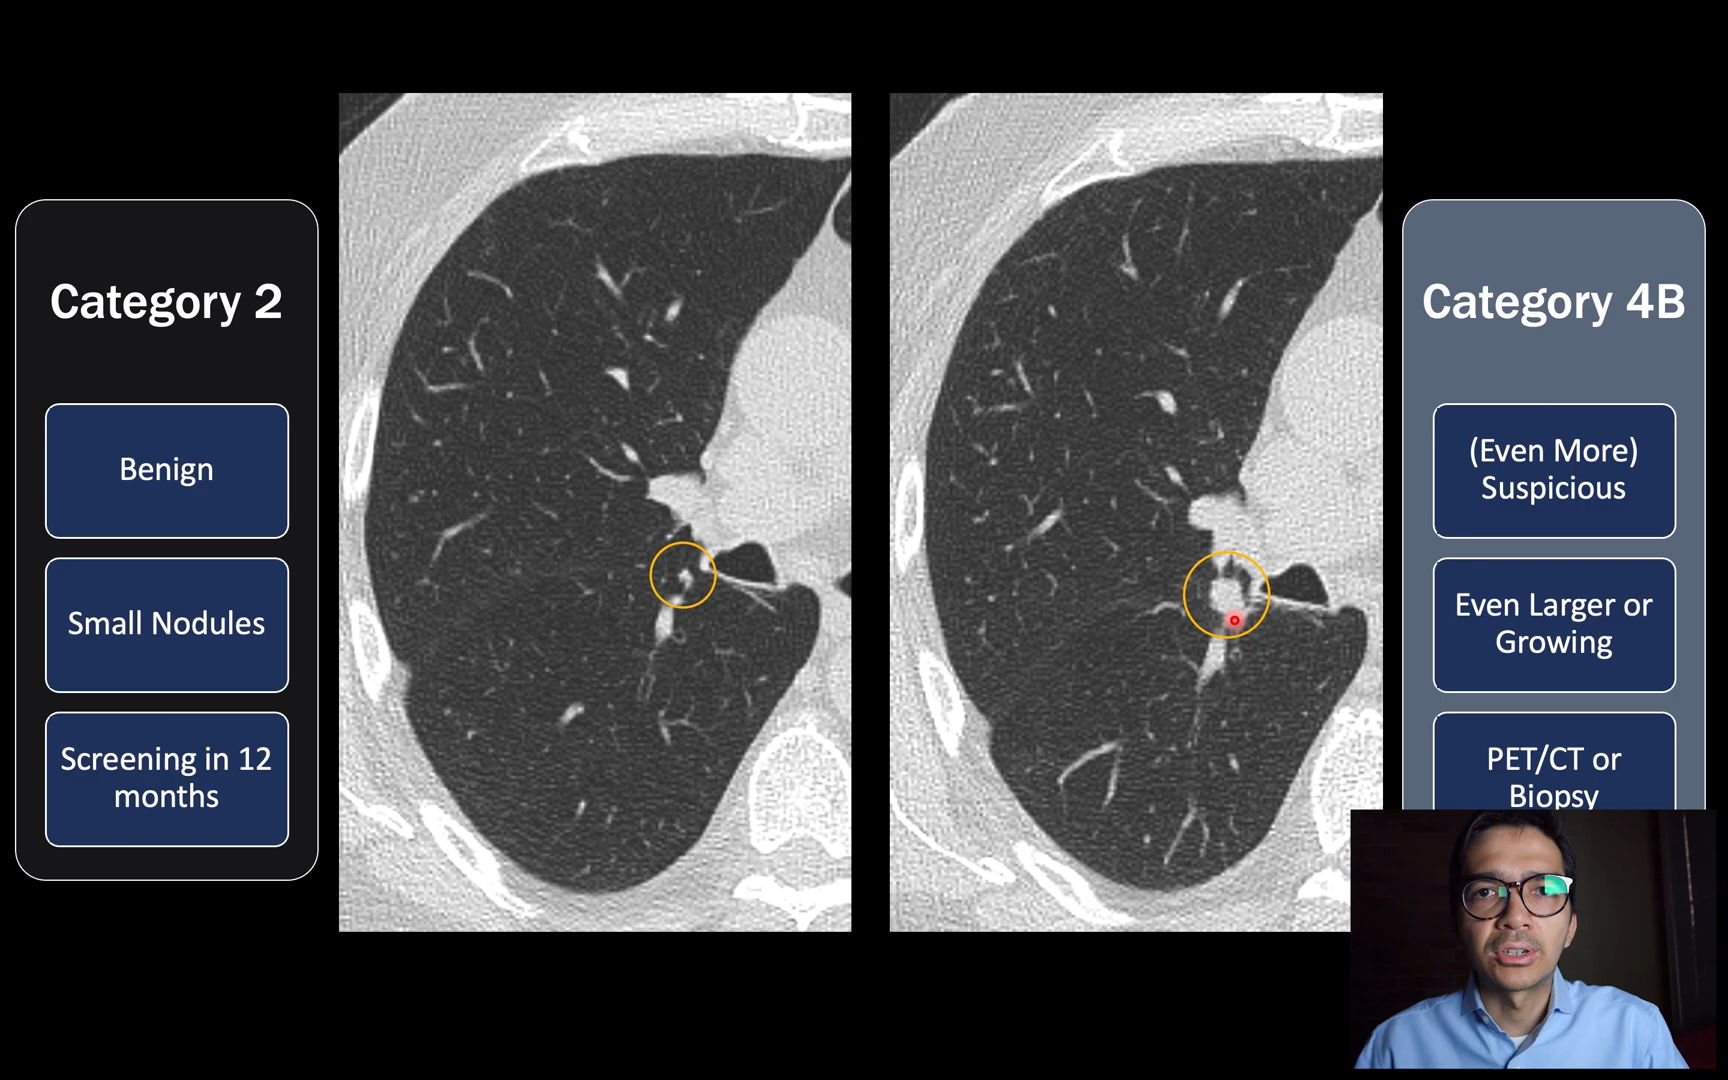 Category 2
Benign
Small Nodules
Screening in 12
months
Category 4B
(Even More)
Suspicious
Even Larger or
Growing
PET/CT or
Biopsy